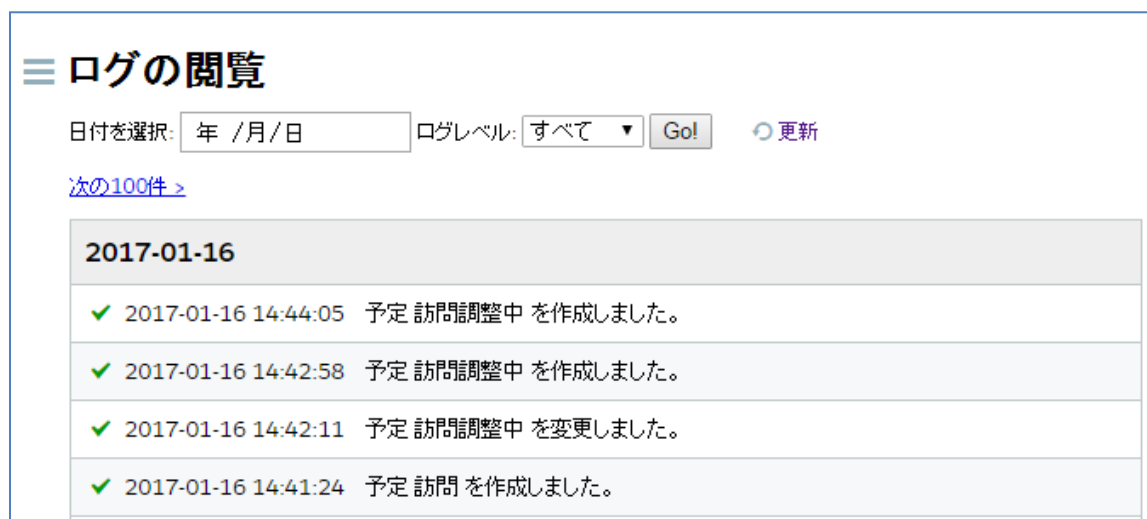 ログの閲覧
日付を選択: 年 /月/日 ログレベル: すべて ▼ Go! 更新
次の100件 >
2017-01-16
✔ 2017-01-16 14:44:05 予定 訪問調整中 を作成しました。
✔ 2017-01-16 14:42:58 予定 訪問調整中 を作成しました。
✔ 2017-01-16 14:42:11 予定 訪問調整中 を変更しました。
✔ 2017-01-16 14:41:24 予定 訪問 を作成しました。